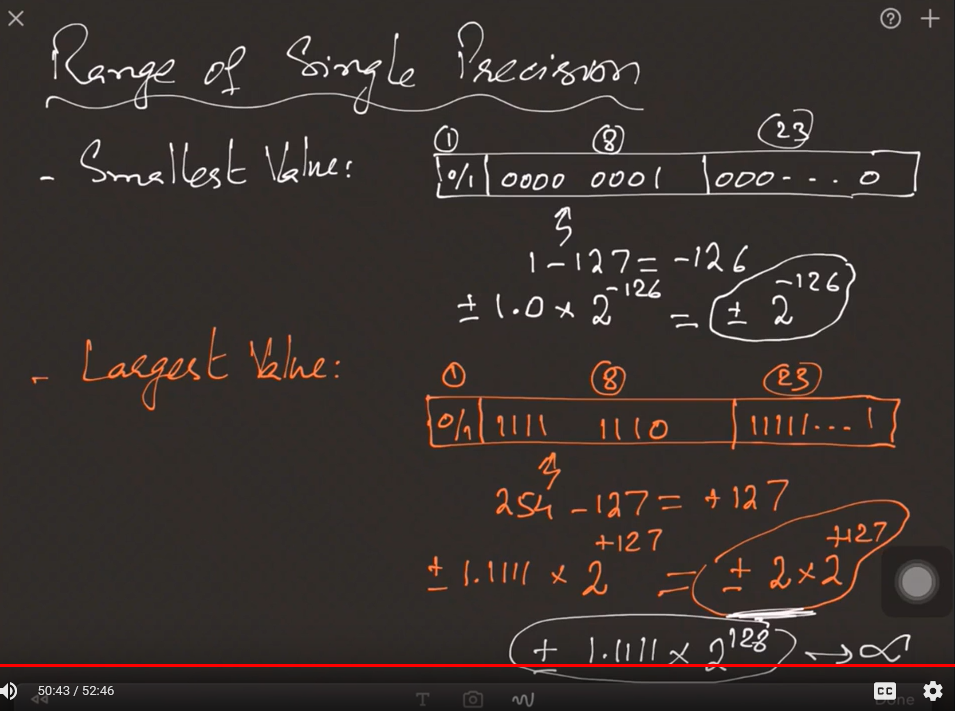 Range of Single Precision
① ⑧ ㉓
- Smallest Value: 0/1 0000 0001 000---...0
1-127 = -126
± 1.0 × 2^-126 = ± 2^-126
- Largest Value: ① ⑧ ㉓
0/1 1111 1110 11111...1
254 - 127 = +127
± 1.1111 × 2^+127 = ± 2×2^+127
± 1.1111 × 2^128 → ∞
50:43 / 52:46
CC
T
Done